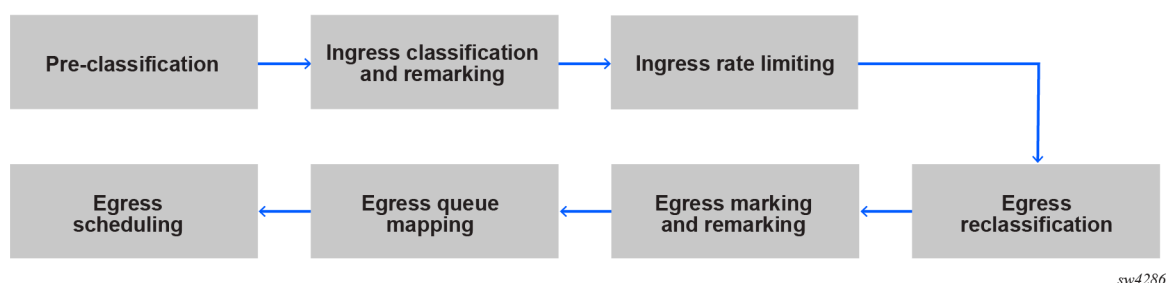 Pre-classification
Ingress classification
and remarking
Ingress rate limiting
Egress
scheduling
Egress queue
mapping
Egress marking
and remarking
Egress
reclassification
sw4286